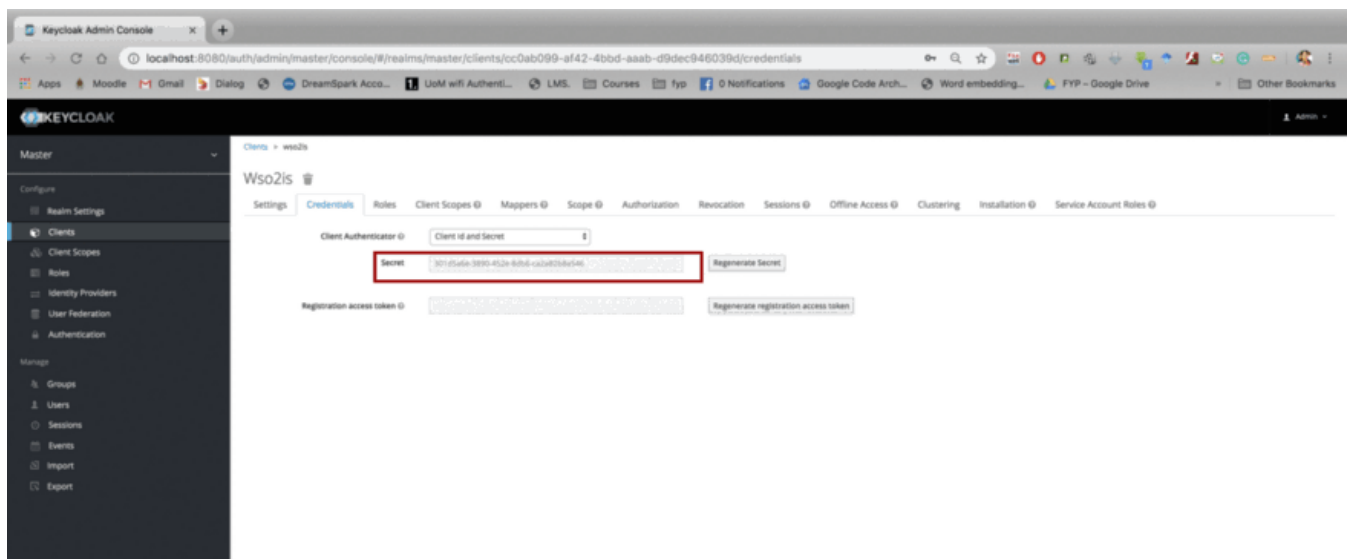 Keycloak Admin Console
localhost:8080/auth/admin/master/console/#/realms/master/clients/cc0ab099-af42-4bbd-aaab-d9dec946039d/credentials
Apps Moodle Gmail Dialog DreamSpark Acco... UoM wifi Authenti... LMS. Courses fyp 0 Notifications Google Code Arch... Word embedding... FYP – Google Drive » Other Bookmarks
KEYCLOAK Admin
Master
Clients > wso2is
Wso2is
Configure
Settings Credentials Roles Client Scopes Mappers Scope Authorization Revocation Sessions Offline Access Clustering Installation Service Account Roles
Realm Settings
Clients
Client Authenticator Client Id and Secret
Client Scopes
Secret Regenerate Secret
Roles
Identity Providers
Registration access token Regenerate registration access token
User Federation
Authentication
Manage
Groups
Users
Sessions
Events
Import
Export